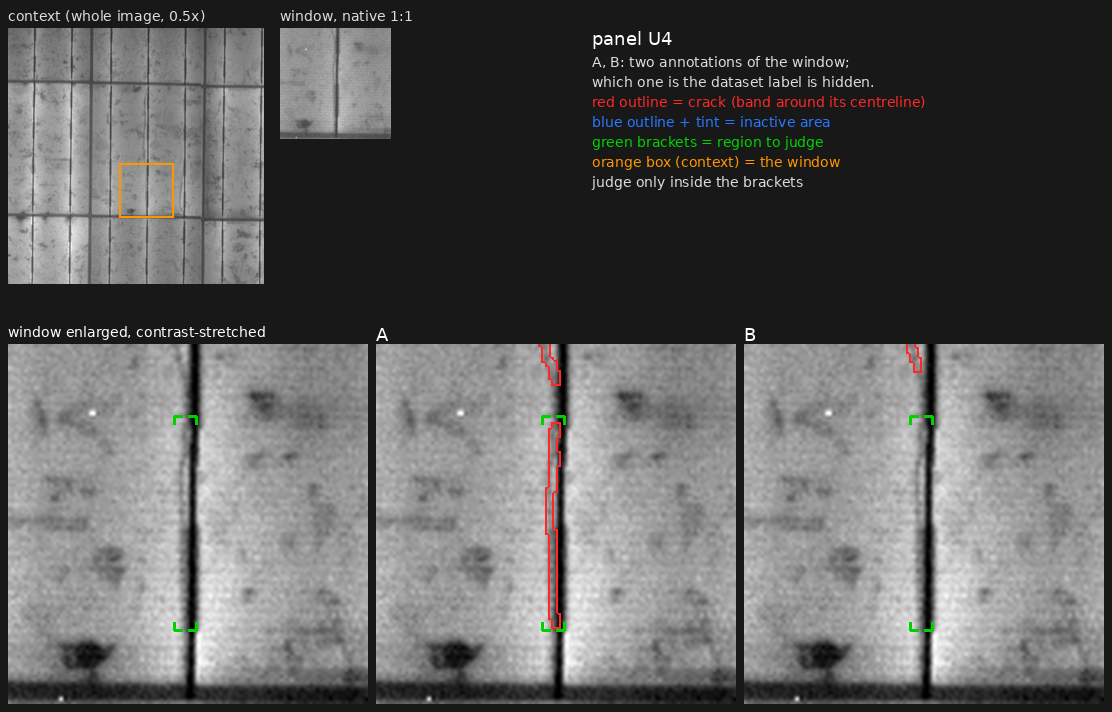 context (whole image, 0.5x)
window, native 1:1
panel U4
A, B: two annotations of the window;
which one is the dataset label is hidden.
red outline = crack (band around its centreline)
blue outline + tint = inactive area
green brackets = region to judge
orange box (context) = the window
judge only inside the brackets
window enlarged, contrast-stretched
A
B